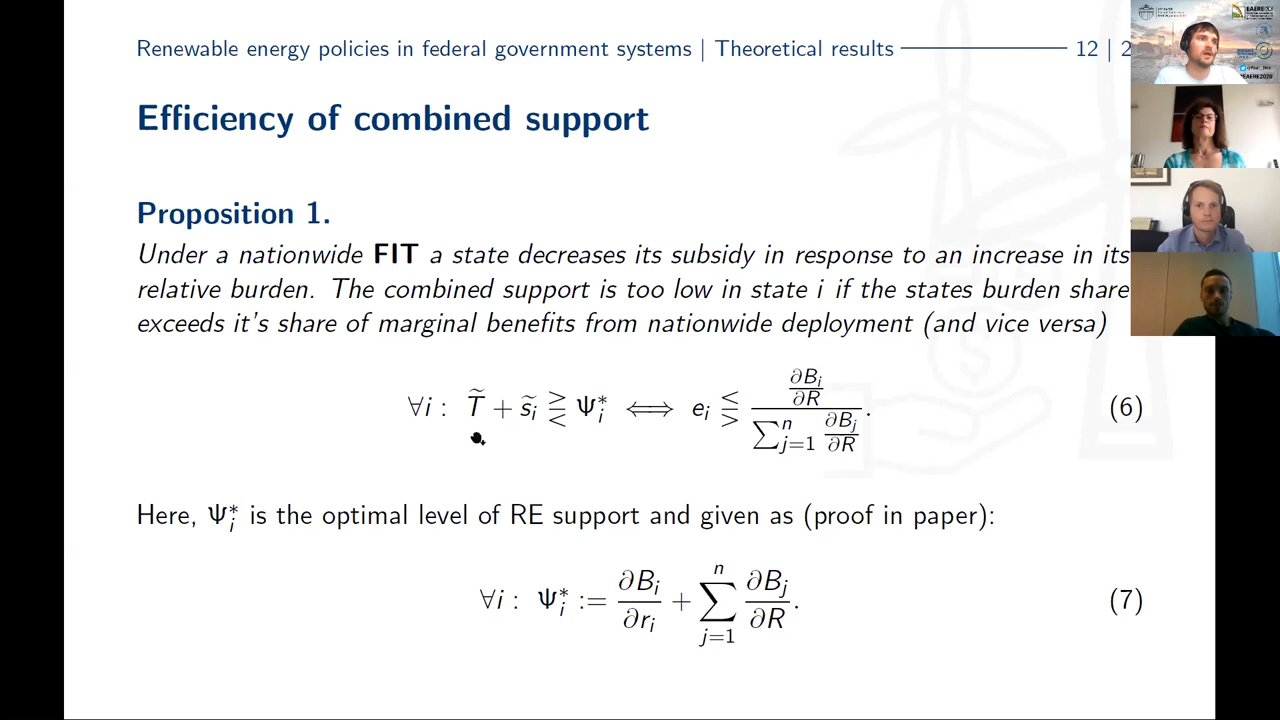 Renewable energy policies in federal government systems | Theoretical results 12 | 2
Efficiency of combined support
Proposition 1.
Under a nationwide FIT a state decreases its subsidy in response to an increase in its
relative burden. The combined support is too low in state i if the states burden share
exceeds it's share of marginal benefits from nationwide deployment (and vice versa)
∀i : T̃ + s̃ᵢ ⪌ Ψᵢ* ⟺ eᵢ ⪋ (∂Bᵢ/∂R) / (∑ⁿⱼ₌₁ ∂Bⱼ/∂R). (6)
Here, Ψᵢ* is the optimal level of RE support and given as (proof in paper):
∀i : Ψᵢ* := ∂Bᵢ/∂rᵢ + ∑ⁿⱼ₌₁ ∂Bⱼ/∂R. (7)